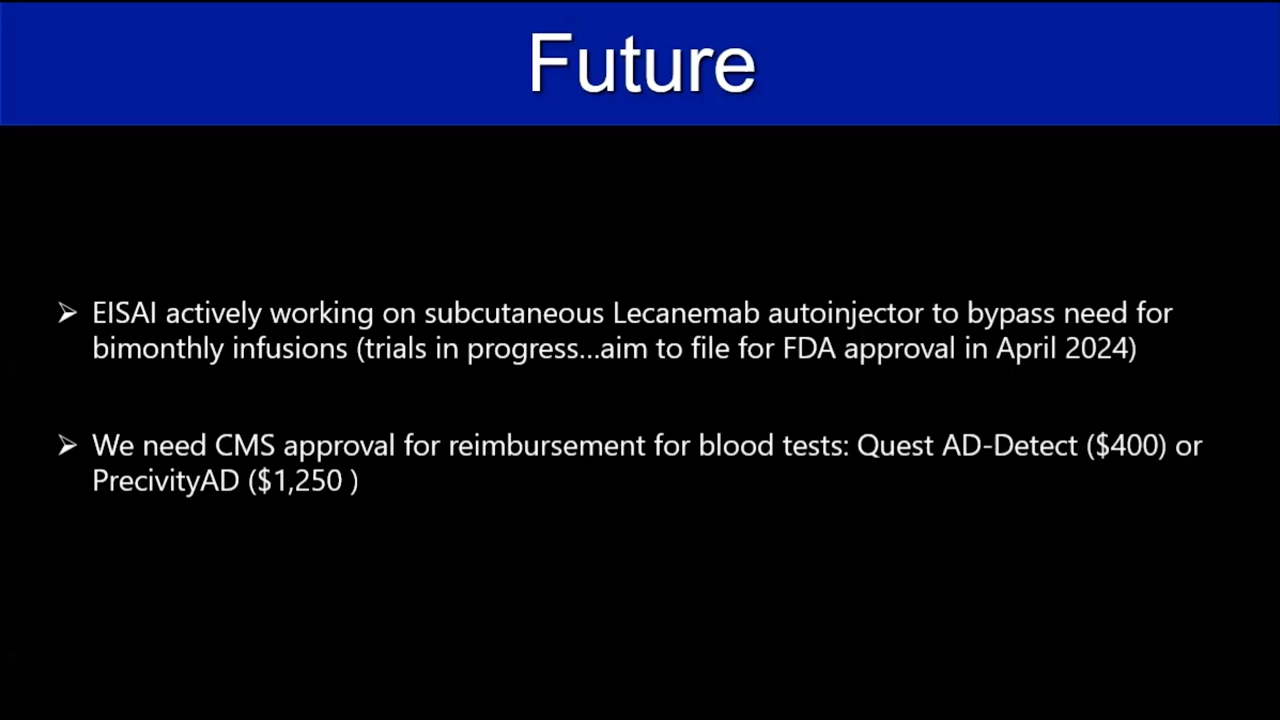 Future
➢ EISAI actively working on subcutaneous Lecanemab autoinjector to bypass need for
bimonthly infusions (trials in progress...aim to file for FDA approval in April 2024)
➢ We need CMS approval for reimbursement for blood tests: Quest AD-Detect ($400) or
PrecivityAD ($1,250 )